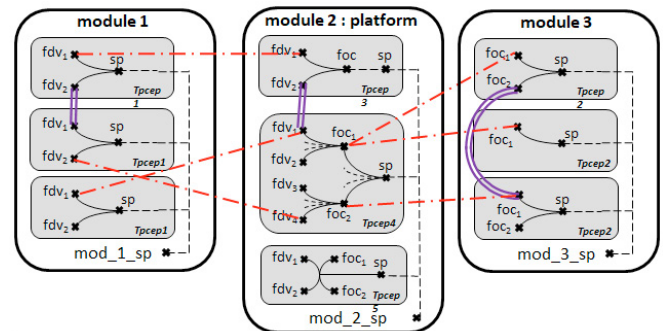 module 1
fdv1 sp
fdv2 Tpcep
1
fdv1 sp
fdv2 Tpcep1
fdv1 sp
fdv2 Tpcep1
mod_1_sp
module 2 : platform
fdv1 foc sp
fdv2 Tpcep
3
fdv1 foc1
fdv2
sp
fdv3
fdv4 foc2 Tpcep4
fdv1 foc1 sp
fdv2 foc2 Tpcep
5
mod_2_sp
module 3
foc1 sp
foc2 Tpcep
2
foc1 sp
Tpcep2
foc1 sp
foc2 Tpcep2
mod_3_sp